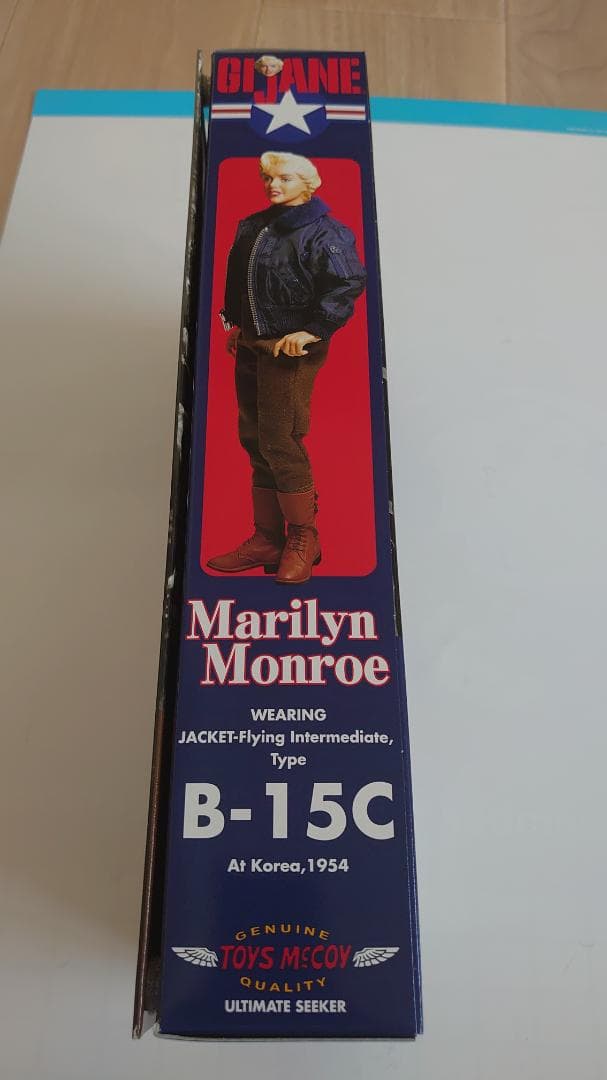 GI JANE
Marilyn
Monroe
WEARING
JACKET-Flying Intermediate,
Type
B-15C
At Korea,1954
GENUINE
TOYS McCOY
QUALITY
ULTIMATE SEEKER